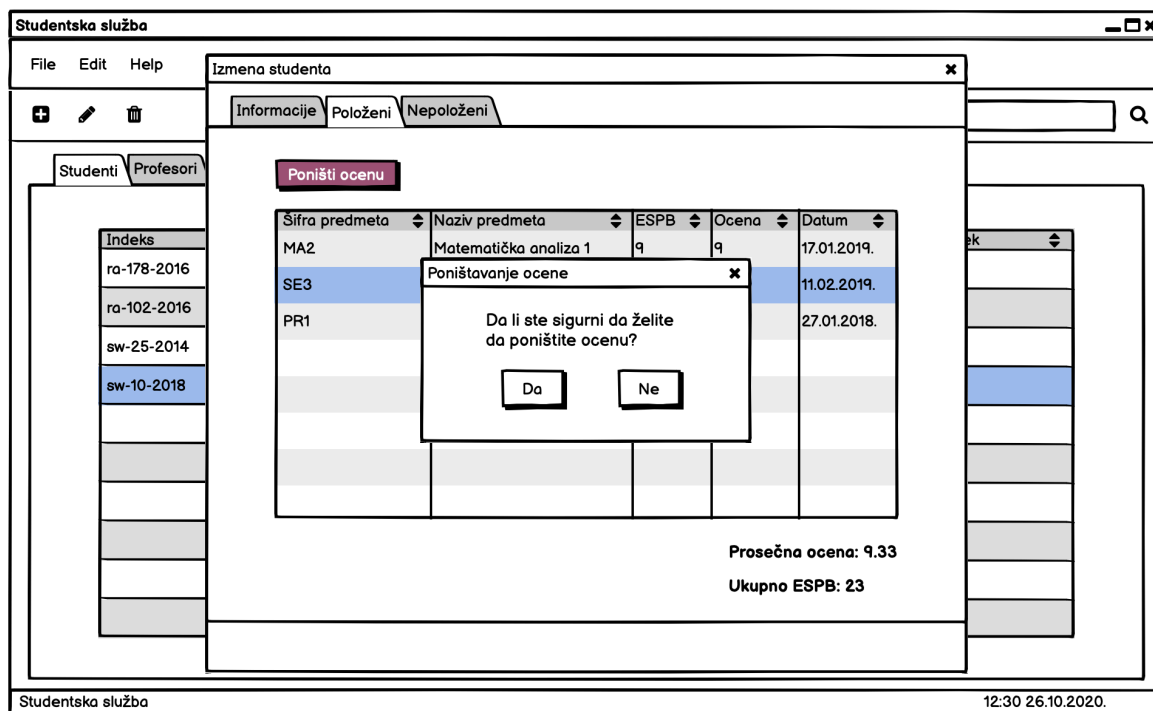 Studentska služba
File Edit Help
Izmena studenta
Informacije Položeni Nepoloženi
Studenti Profesori
Poništi ocenu
Šifra predmeta Naziv predmeta ESPB Ocena Datum
MA2 Matematička analiza 1 9 9 17.01.2019.
SE3 11.02.2019.
PR1 27.01.2018.
Indeks
ra-178-2016
ra-102-2016
sw-25-2014
sw-10-2018
Poništavanje ocene
Da li ste sigurni da želite
da poništite ocenu?
Da Ne
Prosečna ocena: 9.33
Ukupno ESPB: 23
Studentska služba 12:30 26.10.2020.